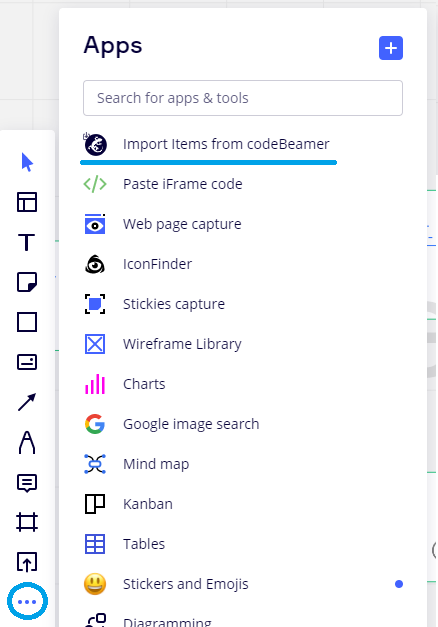 Apps
Search for apps & tools
Import Items from codeBeamer
Paste iFrame code
Web page capture
IconFinder
Stickies capture
Wireframe Library
Charts
Google image search
Mind map
Kanban
Tables
Stickers and Emojis
Diagramming